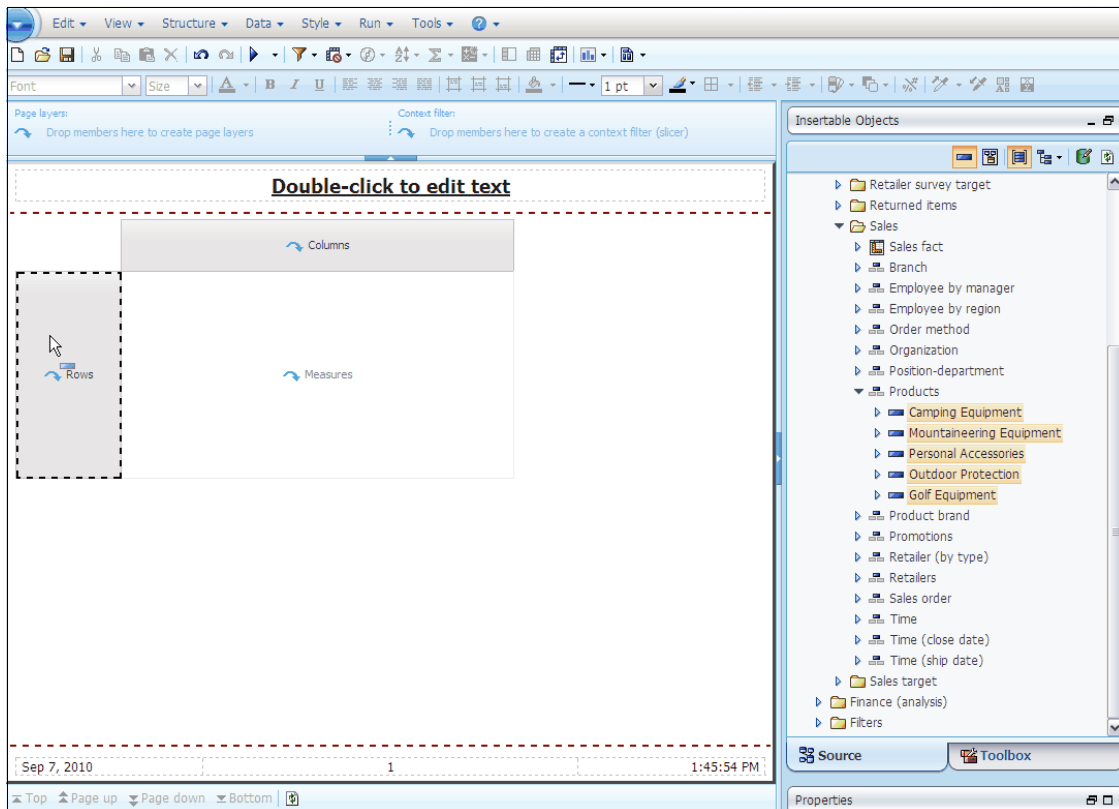 Edit View Structure Data Style Run Tools
Font Size A B I U 1 pt
Page layers:
Drop members here to create page layers
Context filter:
Drop members here to create a context filter (slicer)
Double-click to edit text
Columns
Rows
Measures
Sep 7, 2010 1 1:45:54 PM
Top Page up Page down Bottom
Insertable Objects
Retailer survey target
Returned items
Sales
Sales fact
Branch
Employee by manager
Employee by region
Order method
Organization
Position-department
Products
Camping Equipment
Mountaineering Equipment
Personal Accessories
Outdoor Protection
Golf Equipment
Product brand
Promotions
Retailer (by type)
Retailers
Sales order
Time
Time (close date)
Time (ship date)
Sales target
Finance (analysis)
Filters
Source Toolbox
Properties